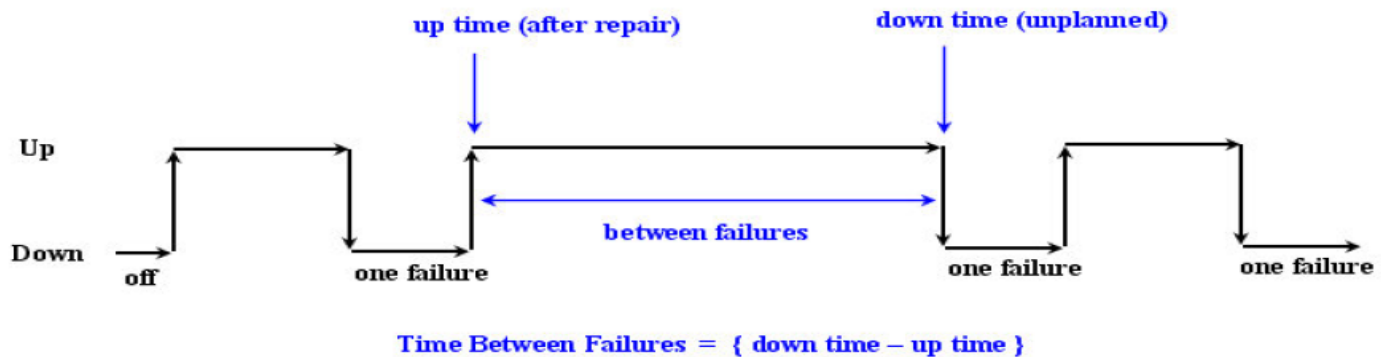 up time (after repair)
down time (unplanned)
Up
between failures
Down
off
one failure
one failure
one failure
Time Between Failures = { down time – up time }